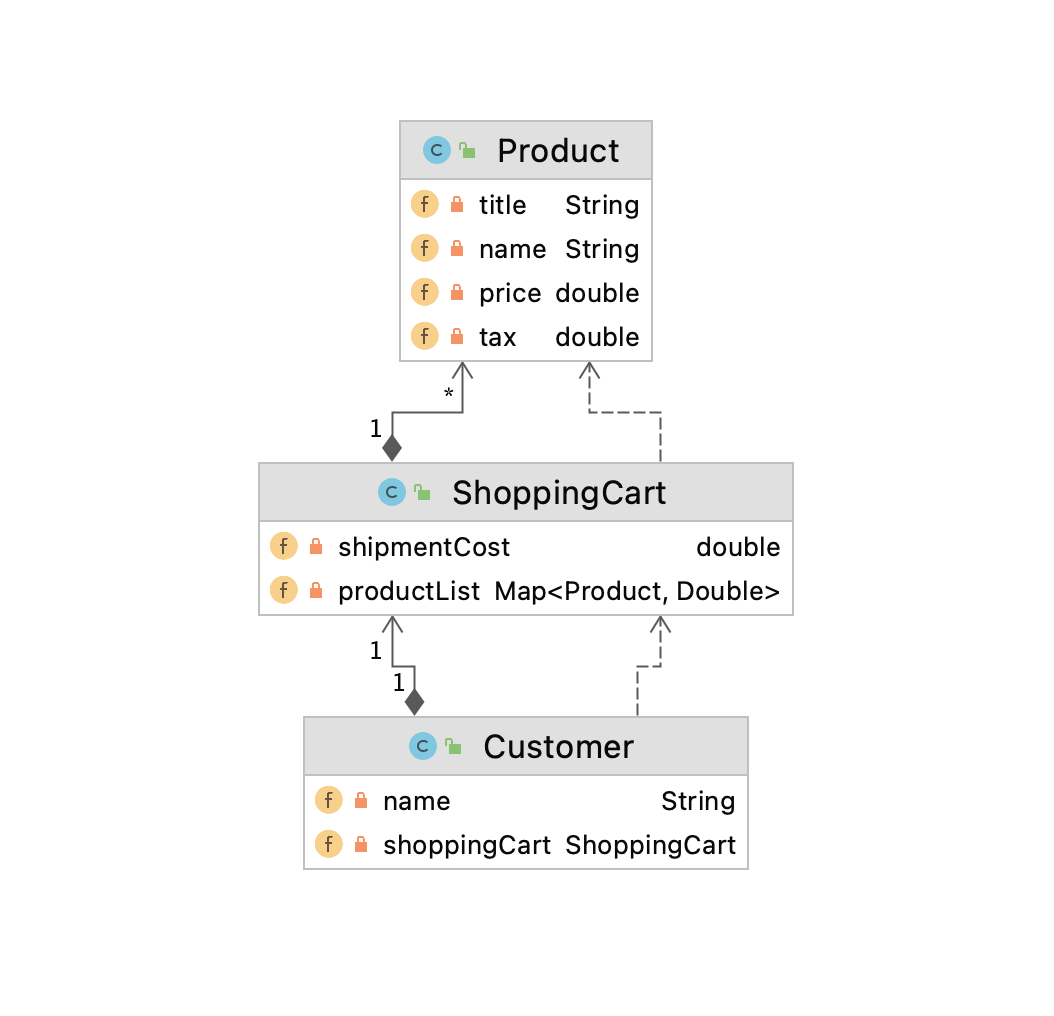 C Product
f title String
f name String
f price double
f tax double
*
1
C ShoppingCart
f shipmentCost double
f productList Map<Product, Double>
1
1
C Customer
f name String
f shoppingCart ShoppingCart